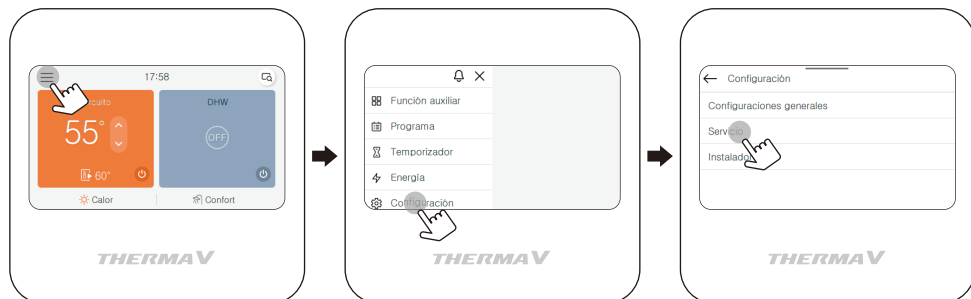 17:58
DHW
55°
OFF
60°
Calor
Confort
THERMA V
Función auxiliar
Programa
Temporizador
Energía
Configuración
THERMA V
Configuración
Configuraciones generales
Servicio
Instalador
THERMA V